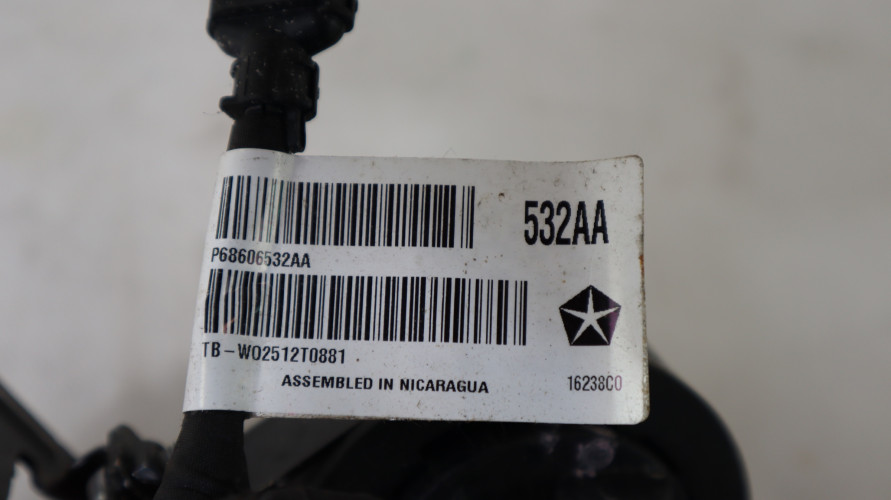 532AA
P68606532AA
TB-W02512T0881
ASSEMBLED IN NICARAGUA
16238C0